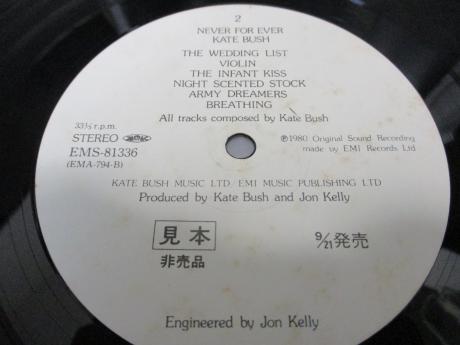 2
NEVER FOR EVER
KATE BUSH
THE WEDDING LIST
VIOLIN
THE INFANT KISS
NIGHT SCENTED STOCK
ARMY DREAMERS
BREATHING
All tracks composed by Kate Bush
33⅓ r.p.m.
STEREO
EMS-81336
(EMA-794-B)
℗1980 Original Sound Recording
made by EMI Records Ltd
KATE BUSH MUSIC LTD/EMI MUSIC PUBLISHING LTD
Produced by Kate Bush and Jon Kelly
見本
非売品
9/21発売
Engineered by Jon Kelly